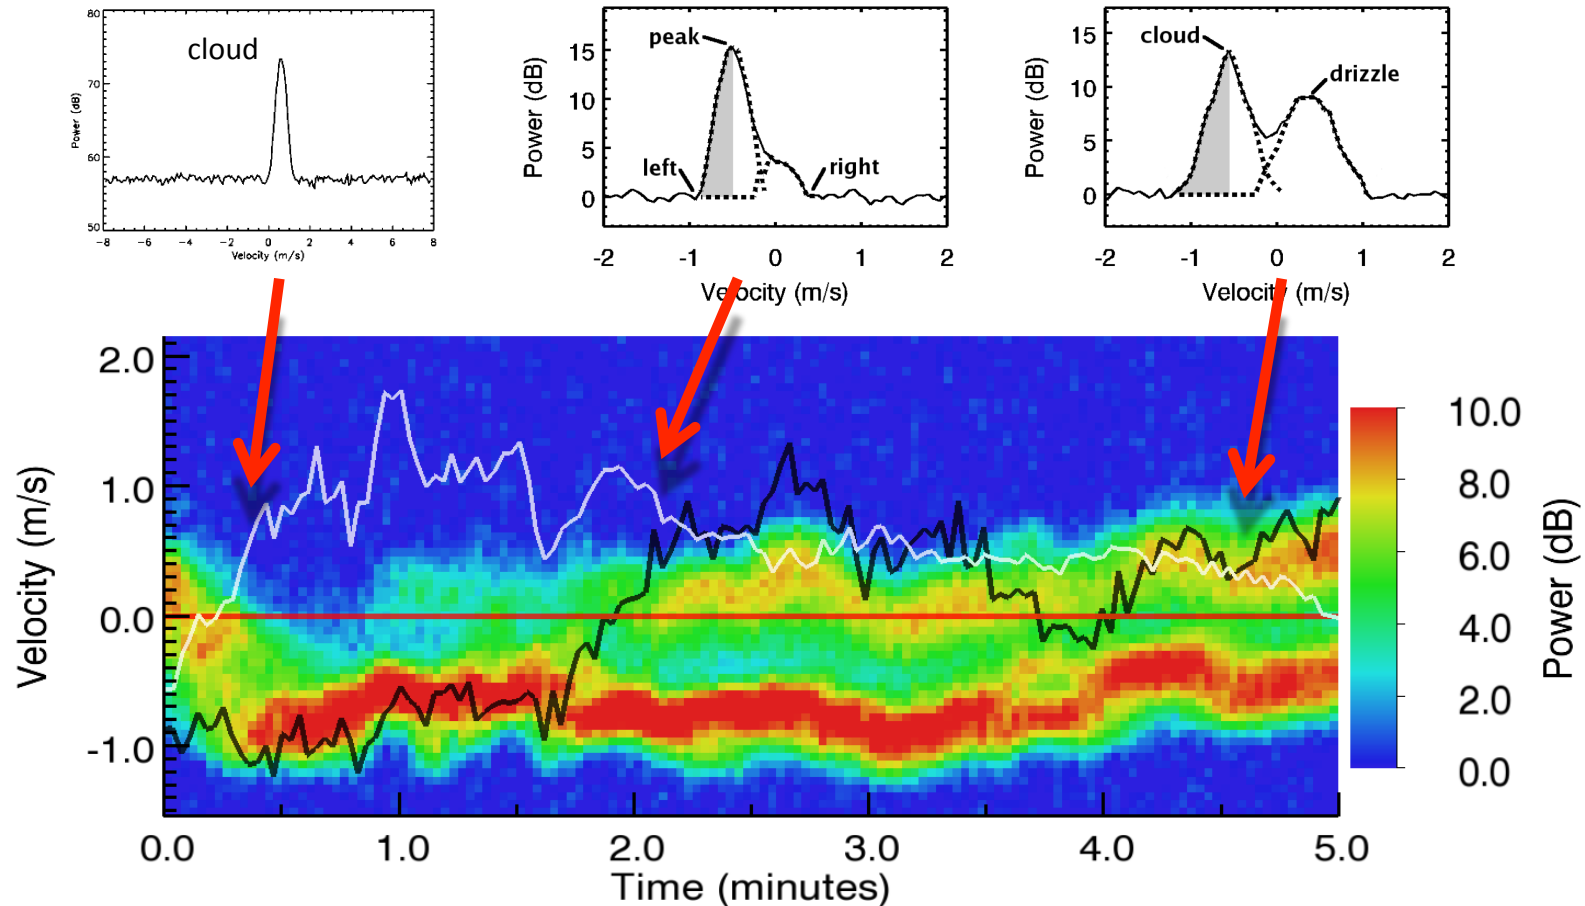 80
70
60
50
Power (dB)
cloud
-8 -6 -4 -2 0 2 4 6 8
Velocity (m/s)
15
10
5
0
Power (dB)
peak
left
right
-2 -1 0 1 2
Velocity (m/s)
15
10
5
0
Power (dB)
cloud
drizzle
-2 -1 0 1 2
Velocity (m/s)
2.0
1.0
0.0
-1.0
Velocity (m/s)
0.0 1.0 2.0 3.0 4.0 5.0
Time (minutes)
10.0
8.0
6.0
4.0
2.0
0.0
Power (dB)